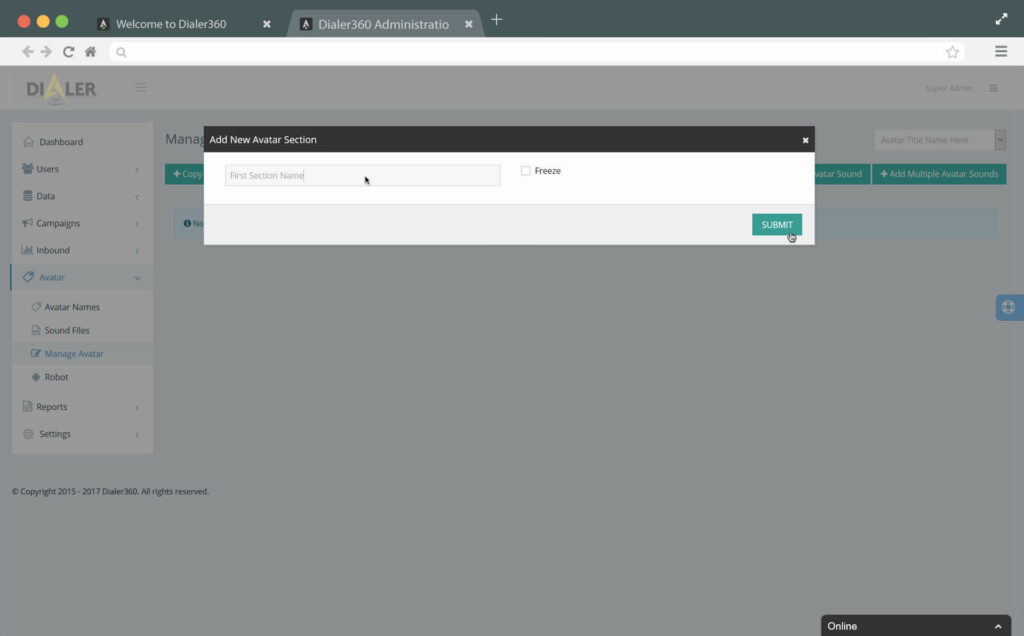 Welcome to Dialer360
Dialer360 Administratio
DIALER
Super Admin
Dashboard
Users
Data
Campaigns
Inbound
Avatar
Avatar Names
Sound Files
Manage Avatar
Robot
Reports
Settings
© Copyright 2015 - 2017 Dialer360. All rights reserved.
Manag
Avatar Title Name Here
Copy
vatar Sound
Add Multiple Avatar Sounds
No
Add New Avatar Section
First Section Name
Freeze
SUBMIT
Online